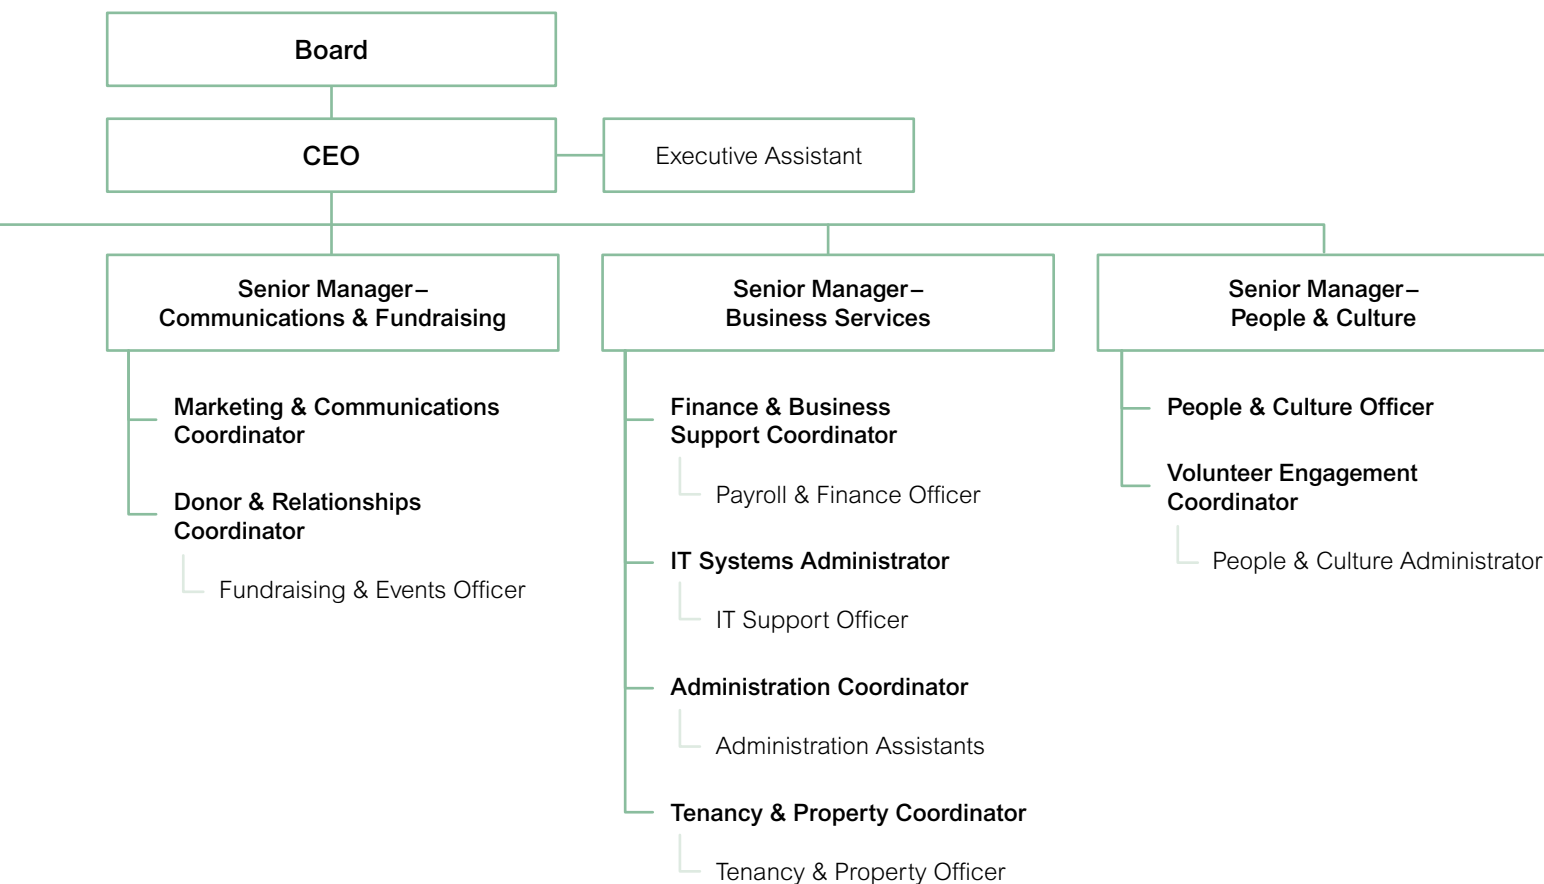 Board
CEO
Executive Assistant
Senior Manager–
Communications & Fundraising
Marketing & Communications
Coordinator
Donor & Relationships
Coordinator
Fundraising & Events Officer
Senior Manager–
Business Services
Finance & Business
Support Coordinator
Payroll & Finance Officer
IT Systems Administrator
IT Support Officer
Administration Coordinator
Administration Assistants
Tenancy & Property Coordinator
Tenancy & Property Officer
Senior Manager–
People & Culture
People & Culture Officer
Volunteer Engagement
Coordinator
People & Culture Administrator